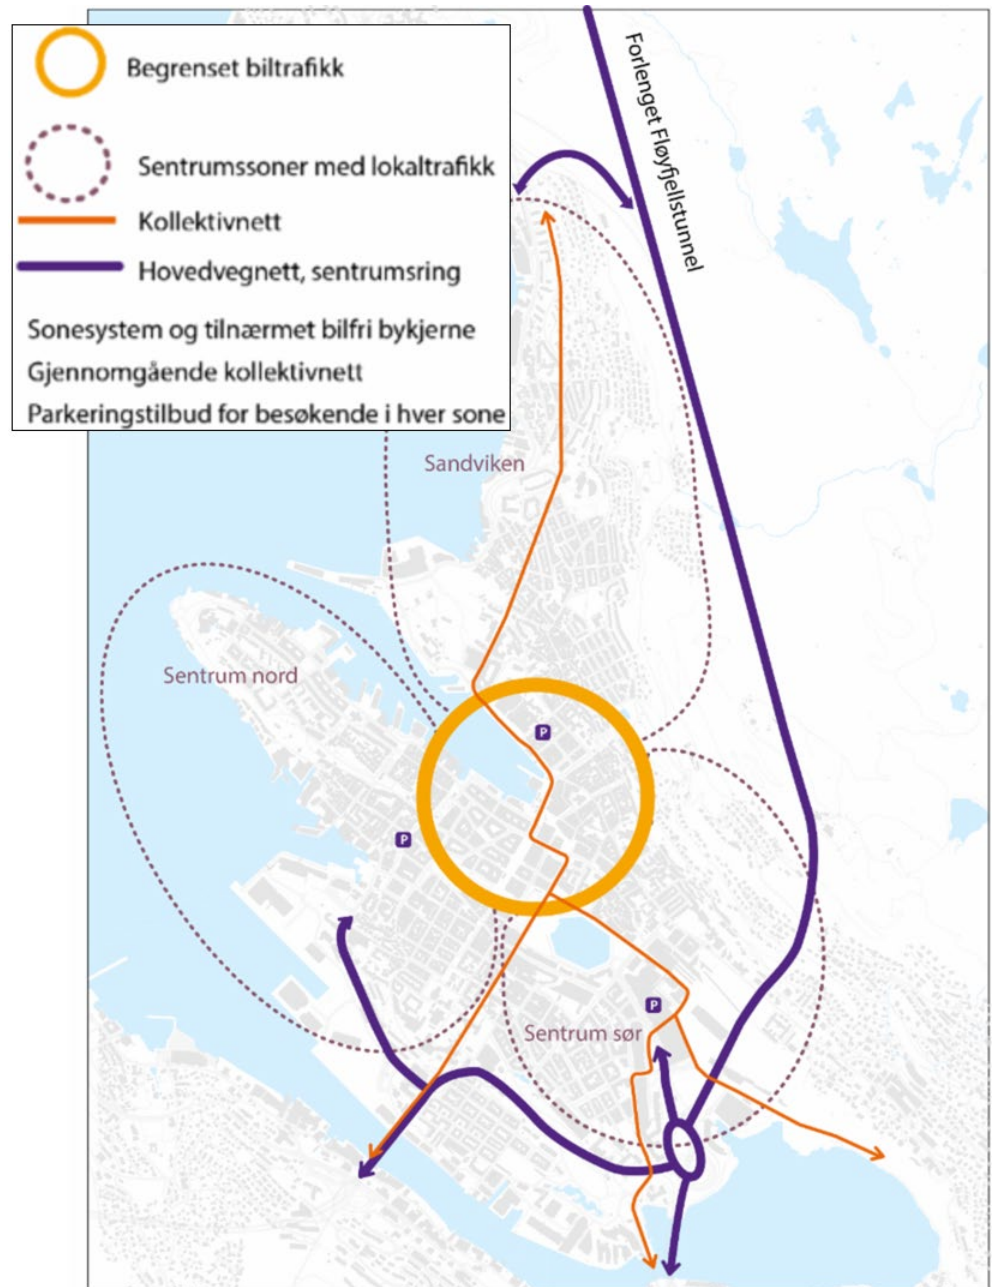 Begrenset biltrafikk
Sentrumssoner med lokaltrafikk
Kollektivnett
Hovedvegnett, sentrumsring
Sonesystem og tilnærmet bilfri bykjerne
Gjennomgående kollektivnett
Parkeringstilbud for besøkende i hver sone
Forlenget Fløyfjellstunnel
Sandviken
Sentrum nord
P
P
P
Sentrum sør